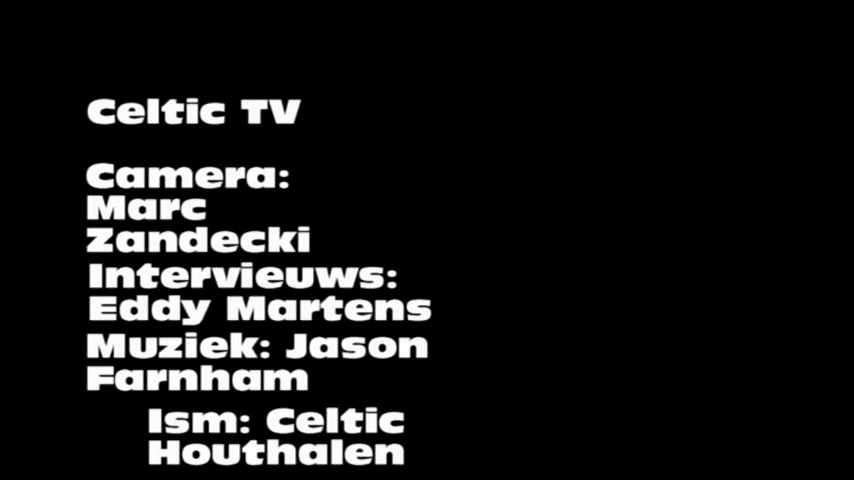 Celtic TV
Camera:
Marc
Zandecki
Intervieuws:
Eddy Martens
Muziek: Jason
Farnham
Ism: Celtic
Houthalen